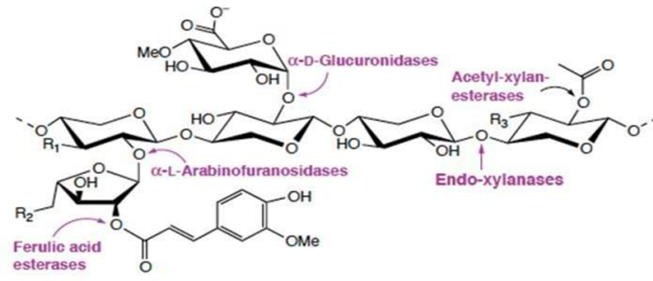 O O⁻
MeO
O
HO
OH
α-D-Glucuronidases
O
Acetyl-xylan-
esterases
O
O
O
R₁
O
O
HO
O
O
O
HO
OH
O
O
R₃
O
O
O
α-L-Arabinofuranosidases
Endo-xylanases
O
OH
R₂
O
O
OH
OMe
Ferulic acid
esterases